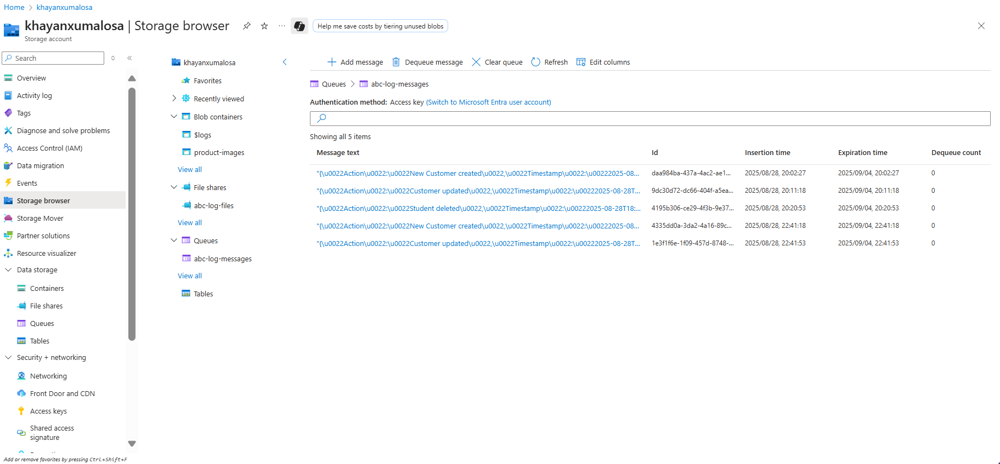 Home > khayanxumalosa
khayanxumalosa | Storage browser
Help me save costs by tiering unused blobs
Storage account
Search
Overview
Activity log
Tags
Diagnose and solve problems
Access Control (IAM)
Data migration
Events
Storage browser
Storage Mover
Partner solutions
Resource visualizer
Data storage
Containers
File shares
Queues
Tables
Security + networking
Networking
Front Door and CDN
Access keys
Shared access
signature
Add or remove favorites by pressing Ctrl+Shift+F
khayanxumalosa
Favorites
Recently viewed
Blob containers
$logs
product-images
View all
File shares
abc-log-files
View all
Queues
abc-log-messages
View all
Tables
Add message Dequeue message Clear queue Refresh Edit columns
Queues > abc-log-messages
Authentication method: Access key (Switch to Microsoft Entra user account)
Showing all 5 items
Message text Id Insertion time Expiration time Dequeue count
"{\u0022Action\u0022:\u0022New Customer created\u0022,\u0022Timestamp\u0022:\u00222025-08... daa984ba-437a-4ac2-ae1... 2025/08/28, 20:02:27 2025/09/04, 20:02:27 0
"{\u0022Action\u0022:\u0022Customer updated\u0022,\u0022Timestamp\u0022:\u00222025-08-28T... 9dc30d72-dc66-404f-a5ea... 2025/08/28, 20:11:18 2025/09/04, 20:11:18 0
"{\u0022Action\u0022:\u0022Student deleted\u0022,\u0022Timestamp\u0022:\u00222025-08-28T18:... 4195b306-ce29-4f3b-9e37... 2025/08/28, 20:20:53 2025/09/04, 20:20:53 0
"{\u0022Action\u0022:\u0022New Customer created\u0022,\u0022Timestamp\u0022:\u00222025-08... 4335dd0a-3da2-4a16-89c... 2025/08/28, 22:41:18 2025/09/04, 22:41:18 0
"{\u0022Action\u0022:\u0022Customer updated\u0022,\u0022Timestamp\u0022:\u00222025-08-28T... 1e3f1f6e-1f09-457d-8748-... 2025/08/28, 22:41:53 2025/09/04, 22:41:53 0